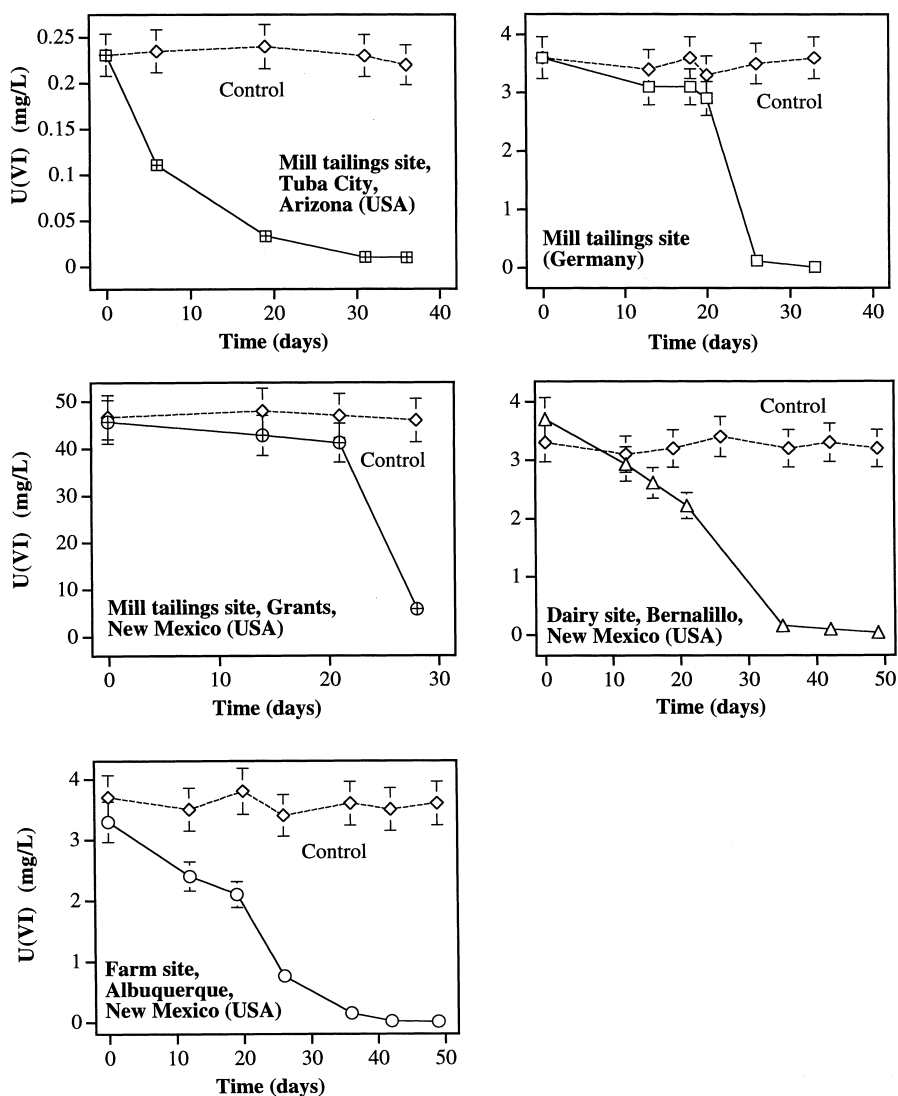 0.25
0.2
0.15
0.1
0.05
0
U(VI) (mg/L)
Control
Mill tailings site,
Tuba City,
Arizona (USA)
0 10 20 30 40
Time (days)
4
3
2
1
0
Control
Mill tailings site
(Germany)
0 10 20 30 40
Time (days)
50
40
30
20
10
0
U(VI) (mg/L)
Control
Mill tailings site, Grants,
New Mexico (USA)
0 10 20 30
Time (days)
4
3
2
1
0
Control
Dairy site, Bernalillo,
New Mexico (USA)
0 10 20 30 40 50
Time (days)
4
3
2
1
0
U(VI) (mg/L)
Control
Farm site,
Albuquerque,
New Mexico (USA)
0 10 20 30 40 50
Time (days)